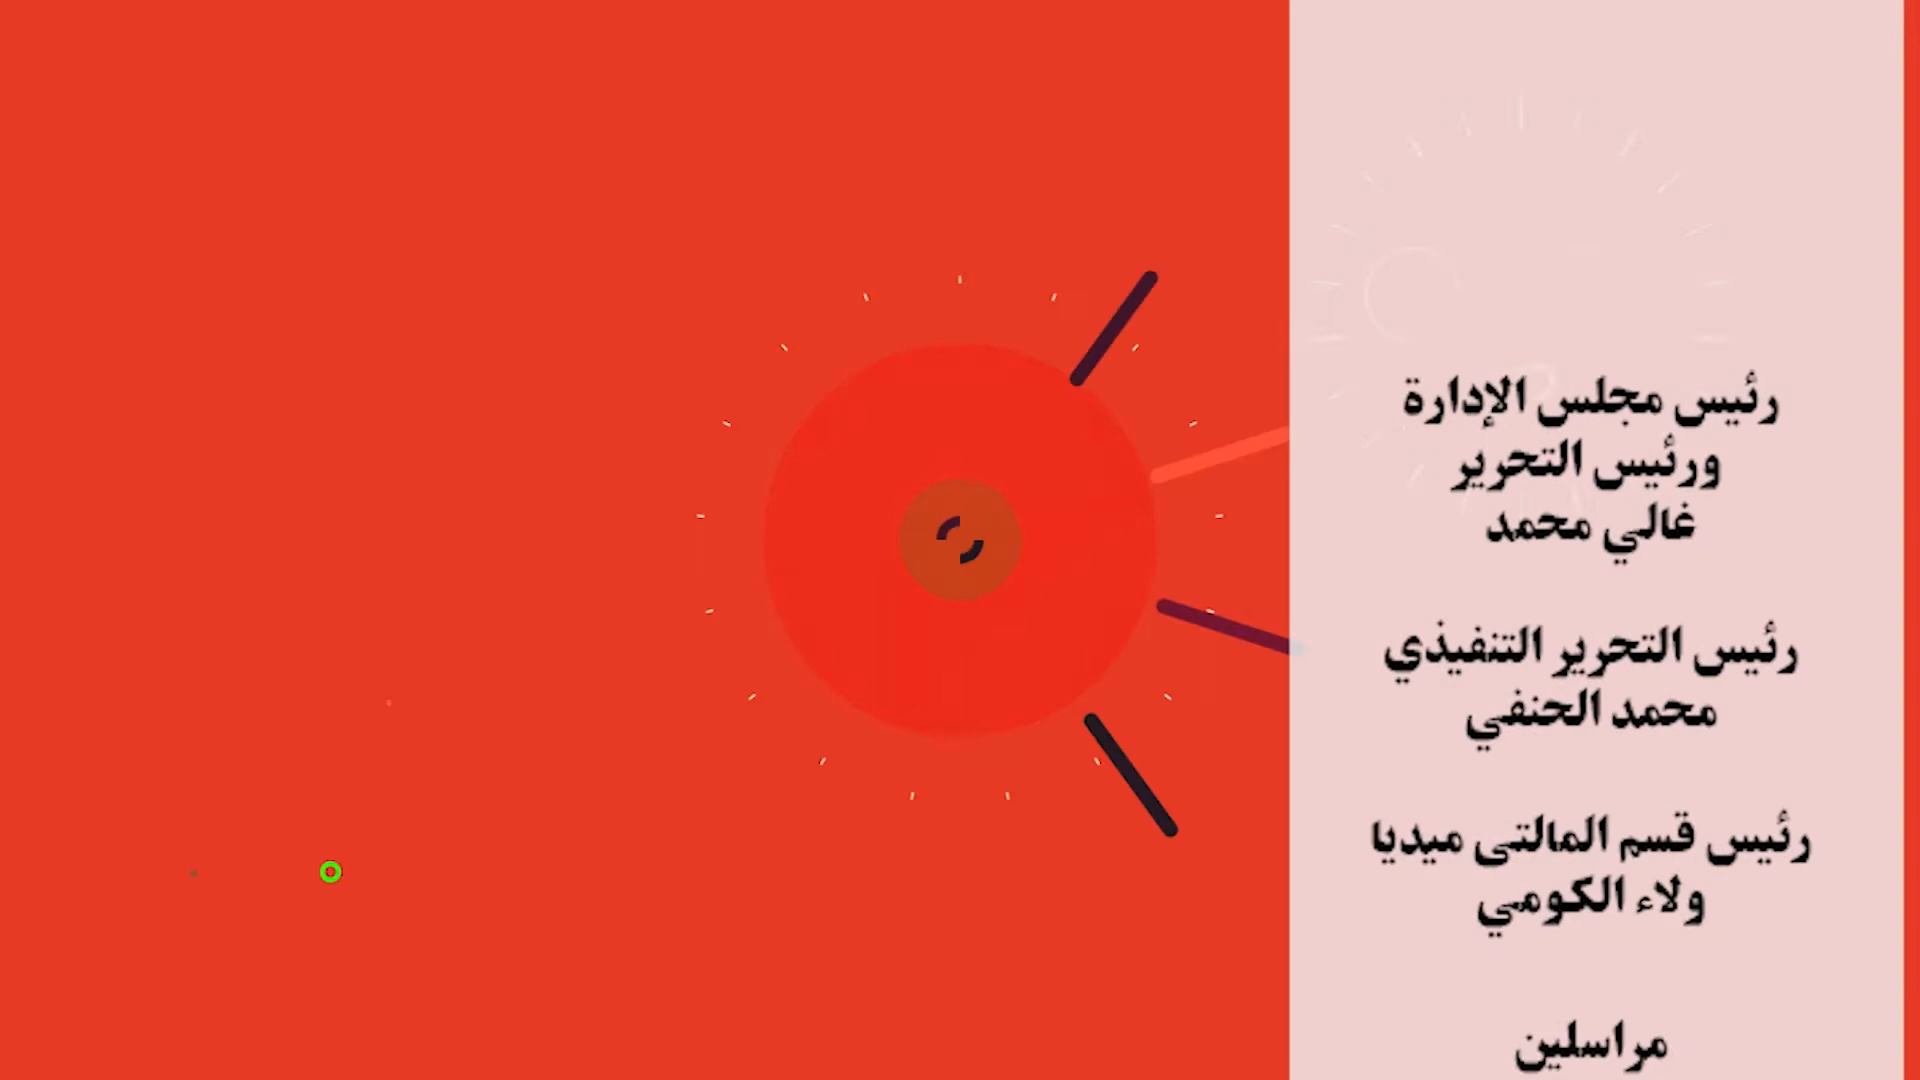 رئيس مجلس الإدارة
ورئيس التحرير
غالي محمد
رئيس التحرير التنفيذي
محمد الحنفي
رئيس قسم المالتى ميديا
ولاء الكومي
مراسلين